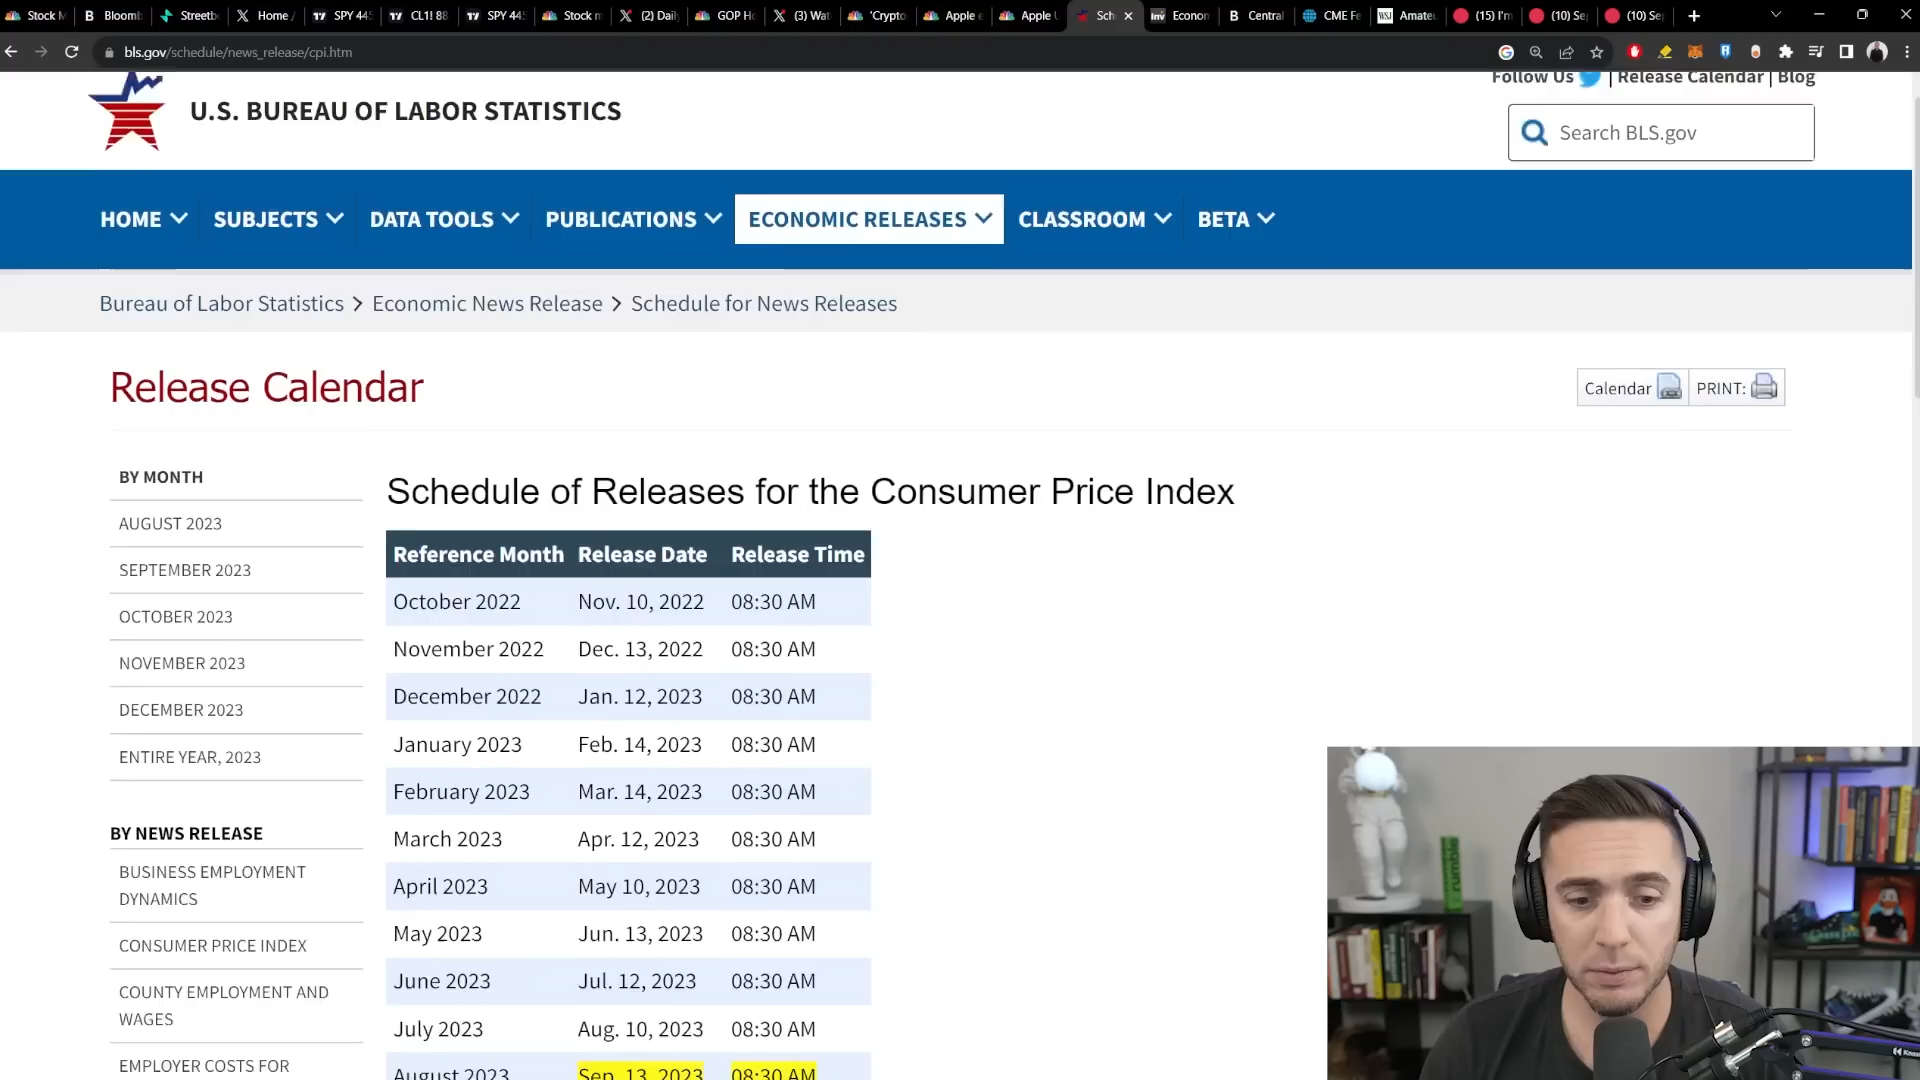 Stock M
Bloomb
Streetb
Home /
SPY 445
CL1! 88
SPY 445
Stock m
(2) Daily
GOP Ho
(3) Wat
'Crypto
Apple e
Apple U
Sch
Econon
Central
CME Fe
Amateu
(15) I'm
(10) Sep
(10) Sep
bls.gov/schedule/news_release/cpi.htm
Follow Us | Release Calendar | Blog
U.S. BUREAU OF LABOR STATISTICS
Search BLS.gov
HOME SUBJECTS DATA TOOLS PUBLICATIONS ECONOMIC RELEASES CLASSROOM BETA
Bureau of Labor Statistics > Economic News Release > Schedule for News Releases
Release Calendar
Calendar PRINT:
BY MONTH
AUGUST 2023
SEPTEMBER 2023
OCTOBER 2023
NOVEMBER 2023
DECEMBER 2023
ENTIRE YEAR, 2023
BY NEWS RELEASE
BUSINESS EMPLOYMENT
DYNAMICS
CONSUMER PRICE INDEX
COUNTY EMPLOYMENT AND
WAGES
EMPLOYER COSTS FOR
Schedule of Releases for the Consumer Price Index
Reference Month Release Date Release Time
October 2022 Nov. 10, 2022 08:30 AM
November 2022 Dec. 13, 2022 08:30 AM
December 2022 Jan. 12, 2023 08:30 AM
January 2023 Feb. 14, 2023 08:30 AM
February 2023 Mar. 14, 2023 08:30 AM
March 2023 Apr. 12, 2023 08:30 AM
April 2023 May 10, 2023 08:30 AM
May 2023 Jun. 13, 2023 08:30 AM
June 2023 Jul. 12, 2023 08:30 AM
July 2023 Aug. 10, 2023 08:30 AM
August 2023 Sep. 13, 2023 08:30 AM
rumble